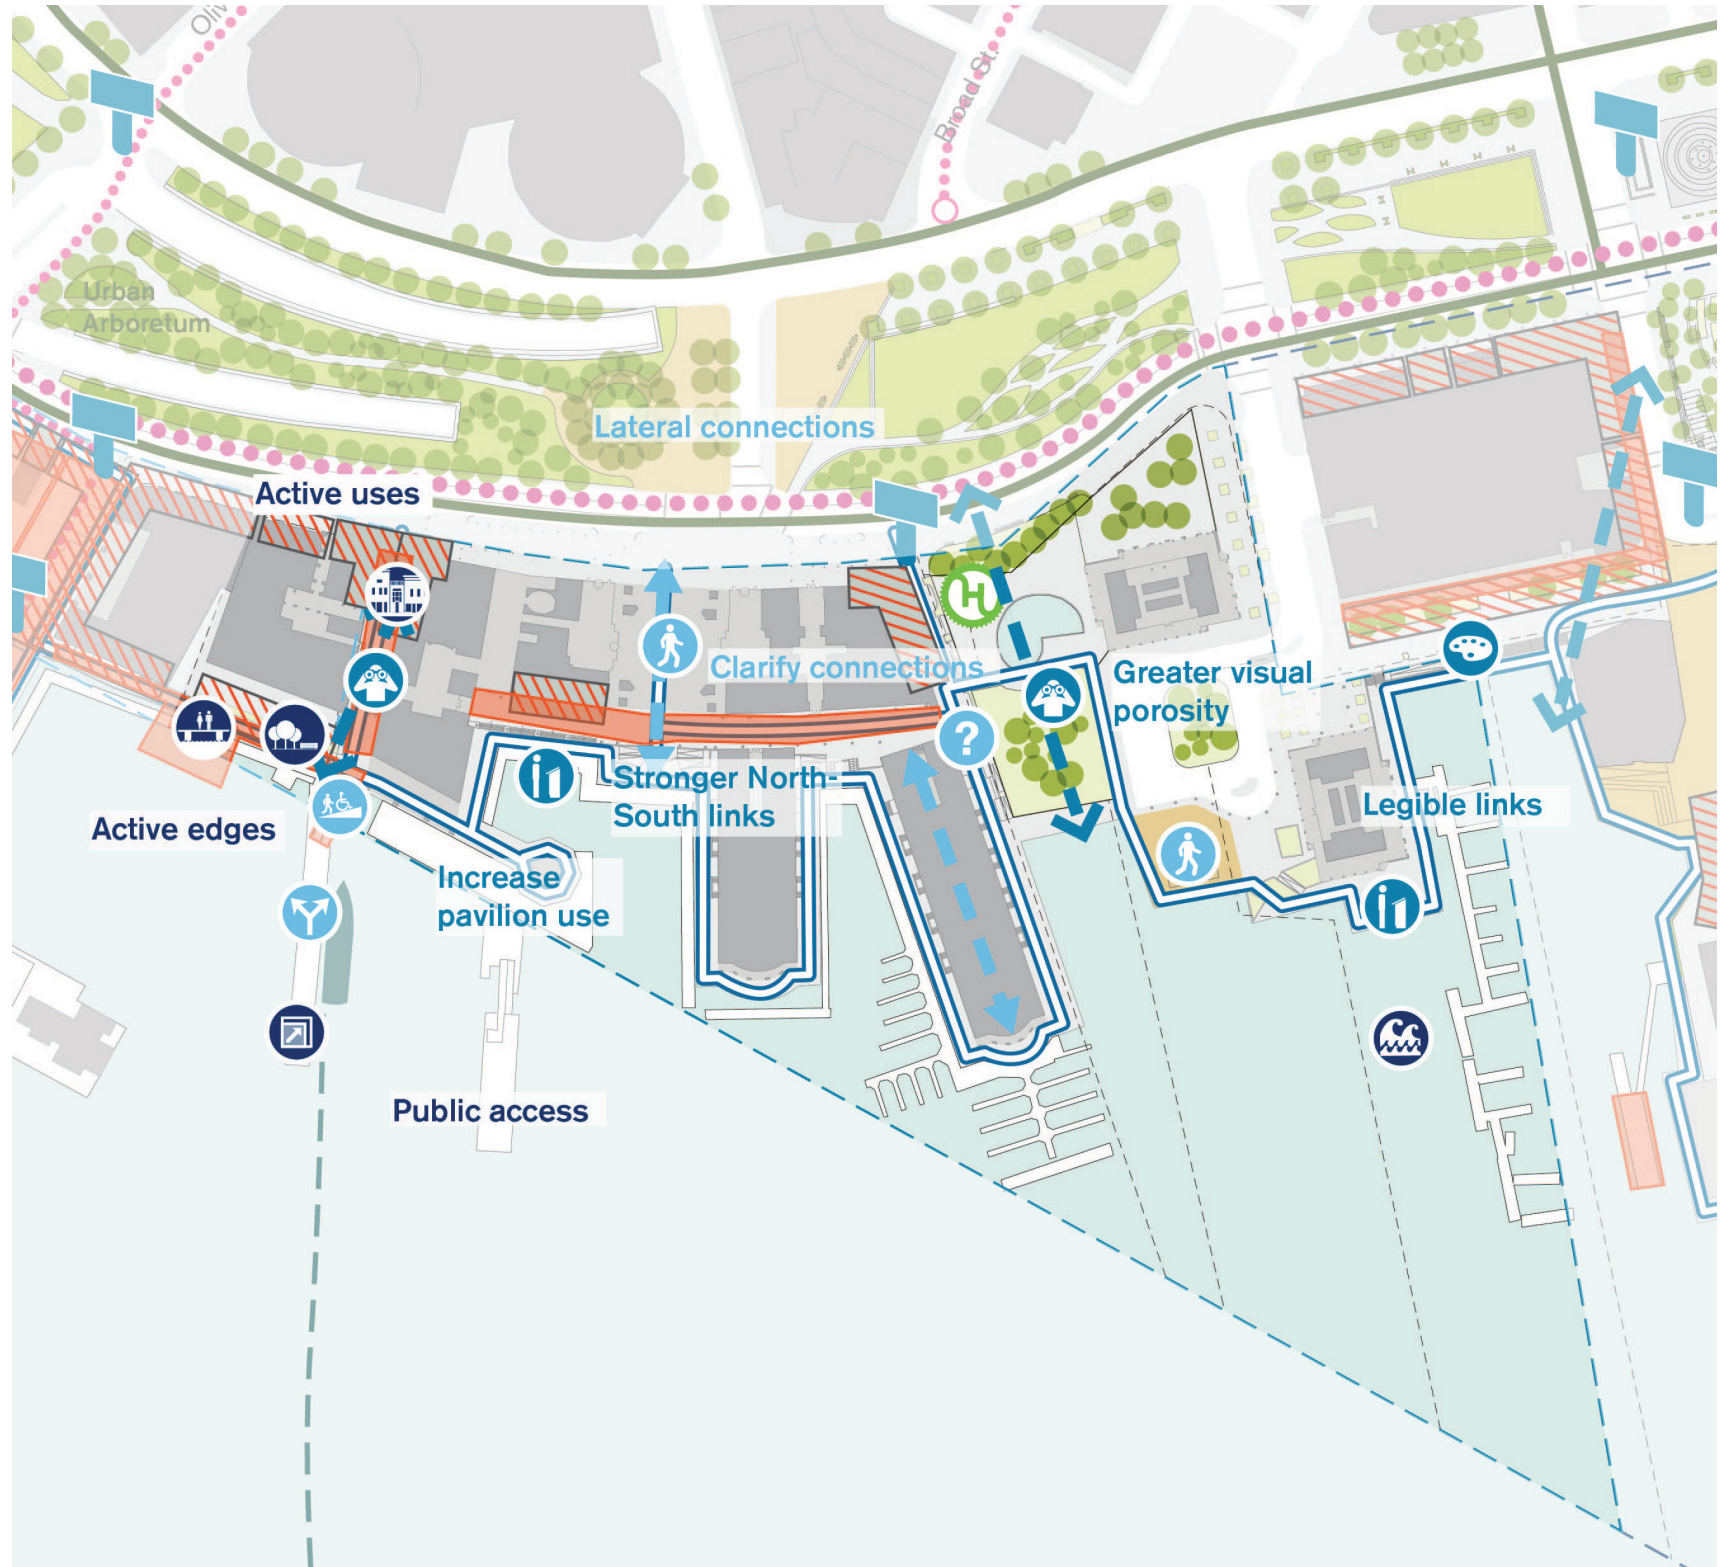 Broad St.
Urban
Arboretum
Lateral connections
Active uses
Clarify connections
Greater visual
porosity
Stronger North-
South links
Legible links
Active edges
Increase
pavilion use
Public access
H
?
i
i